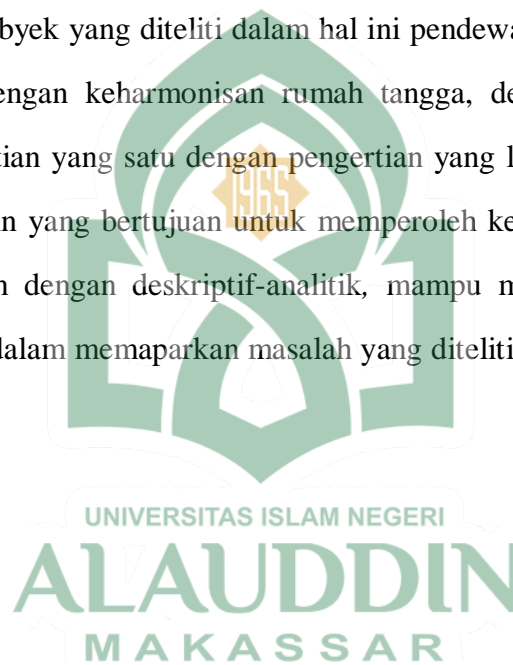 byek yang diteliti dalam hal ini pendewa
engan keharmonisan rumah tangga, de
tian yang satu dengan pengertian yang l
n yang bertujuan untuk memperoleh ke
n dengan deskriptif-analitik, mampu m
dalam memaparkan masalah yang diteliti
1965
UNIVERSITAS ISLAM NEGERI
ALAUDDIN
MAKASSAR